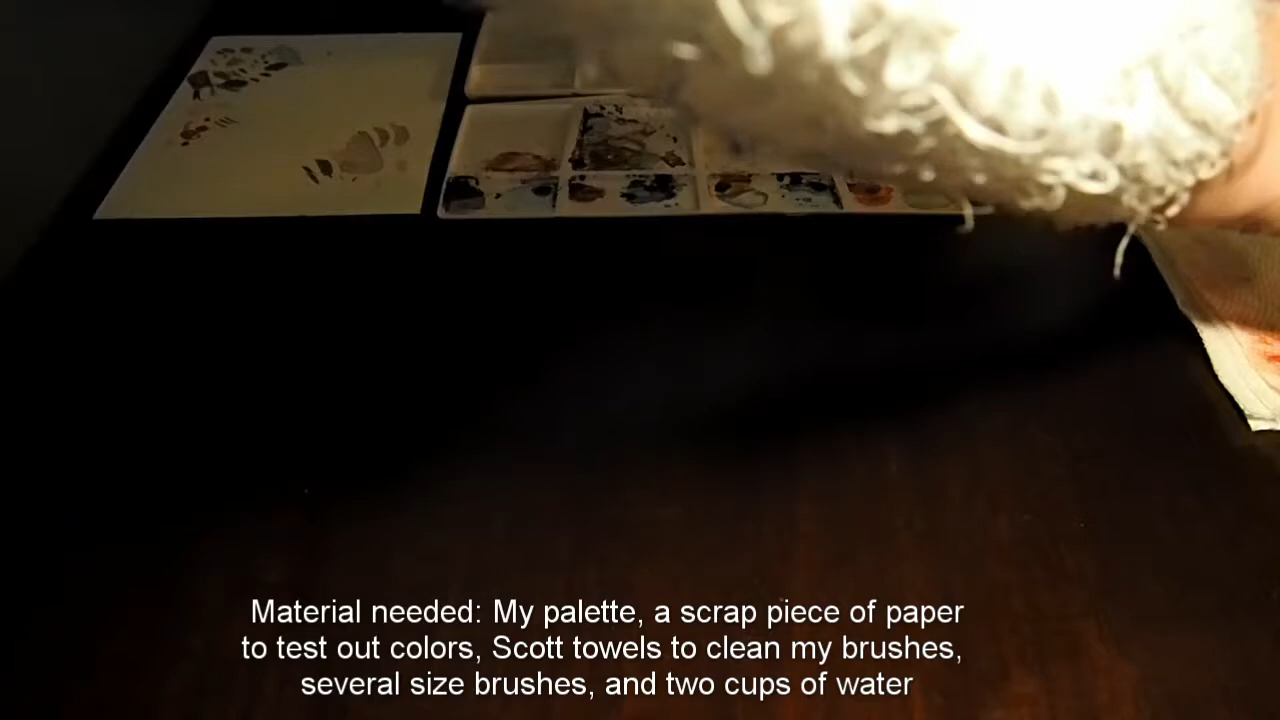 Material needed: My palette, a scrap piece of paper
to test out colors, Scott towels to clean my brushes,
several size brushes, and two cups of water